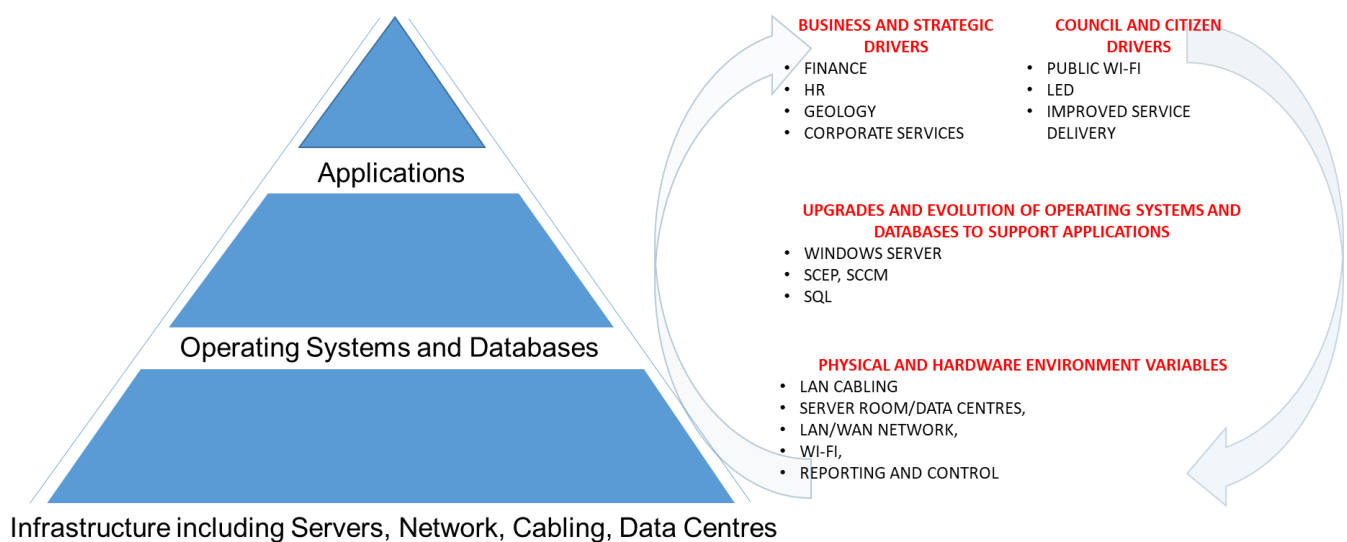 Applications
Operating Systems and Databases
Infrastructure including Servers, Network, Cabling, Data Centres
BUSINESS AND STRATEGIC
DRIVERS
• FINANCE
• HR
• GEOLOGY
• CORPORATE SERVICES
COUNCIL AND CITIZEN
DRIVERS
• PUBLIC WI-FI
• LED
• IMPROVED SERVICE
DELIVERY
UPGRADES AND EVOLUTION OF OPERATING SYSTEMS AND
DATABASES TO SUPPORT APPLICATIONS
• WINDOWS SERVER
• SCEP, SCCM
• SQL
PHYSICAL AND HARDWARE ENVIRONMENT VARIABLES
• LAN CABLING
• SERVER ROOM/DATA CENTRES,
• LAN/WAN NETWORK,
• WI-FI,
• REPORTING AND CONTROL